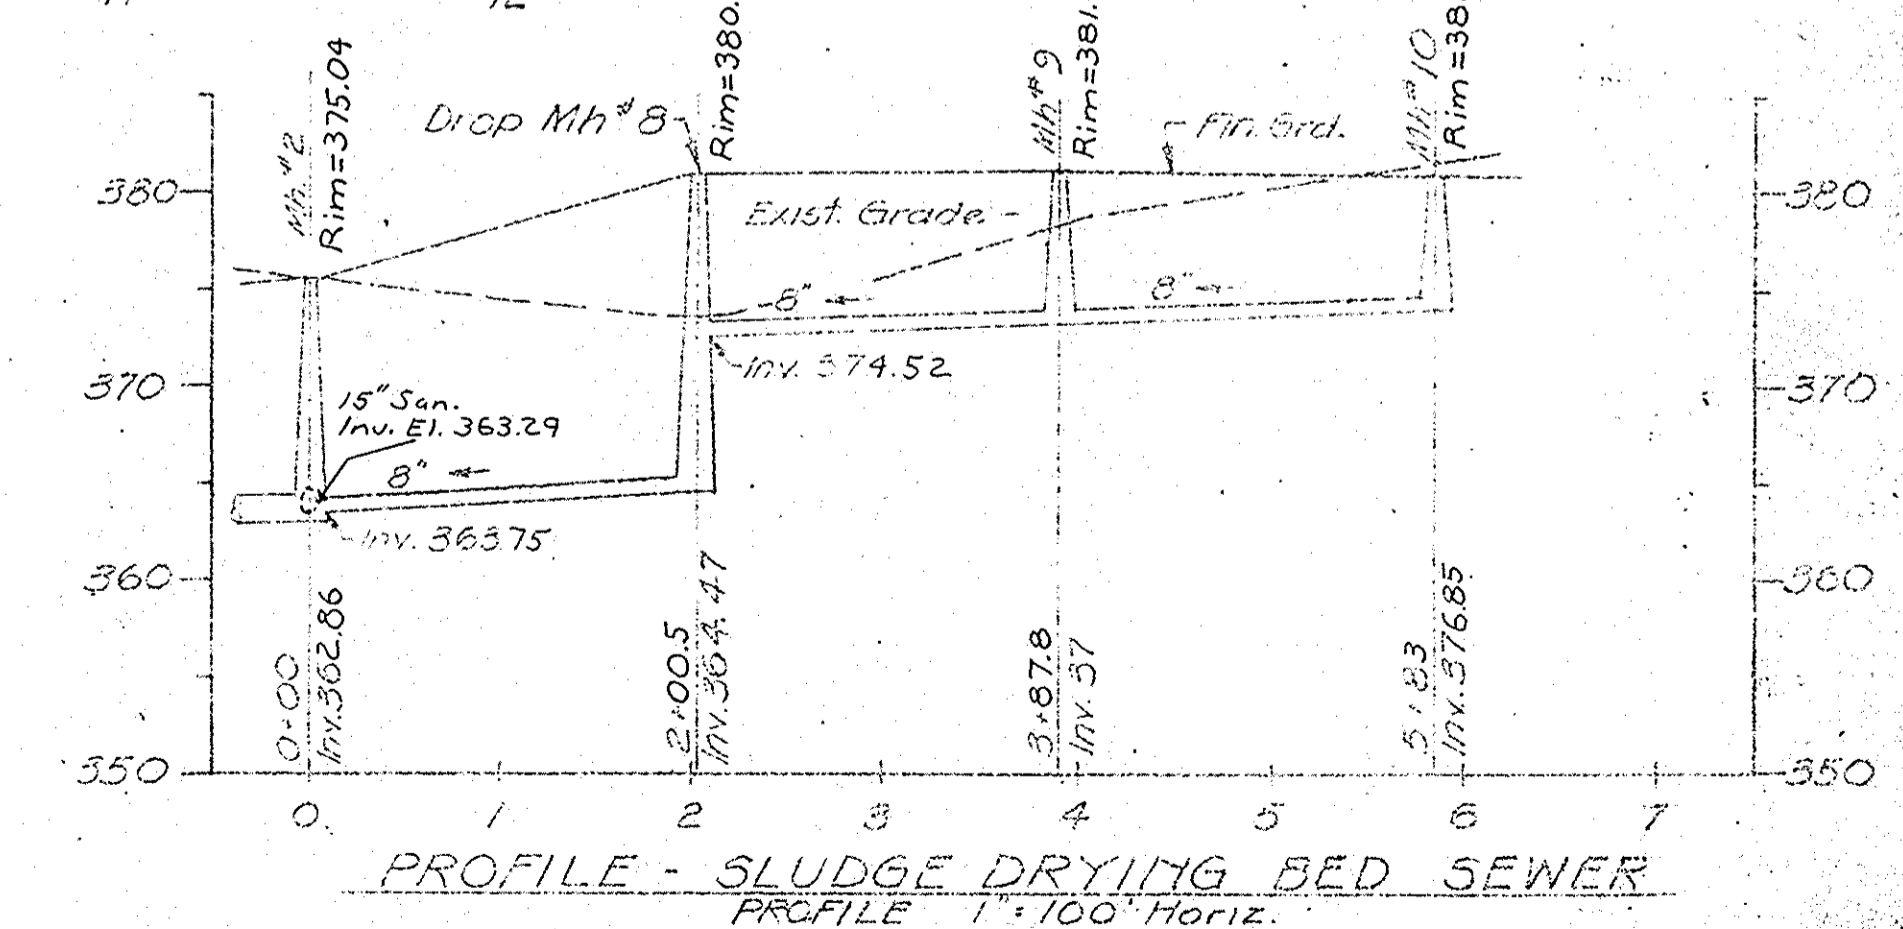 Mh #2
Rim=375.04
Drop Mh #8
Rim=380.
Mh #9
Rim=381.
Fin. Grd.
Mh #10
Rim=38
380
380
Exist. Grade
8"
8"
Inv. 374.52
370
370
15" San.
Inv. El. 363.29
8"
Inv. 363.75
360
360
0+00
Inv. 362.86
2+00.5
Inv. 364.47
3+87.8
Inv. 37
5+83
Inv. 376.85
350
350
0 1 2 3 4 5 6 7
PROFILE - SLUDGE DRYING BED SEWER
PROFILE 1"=100' Horiz.